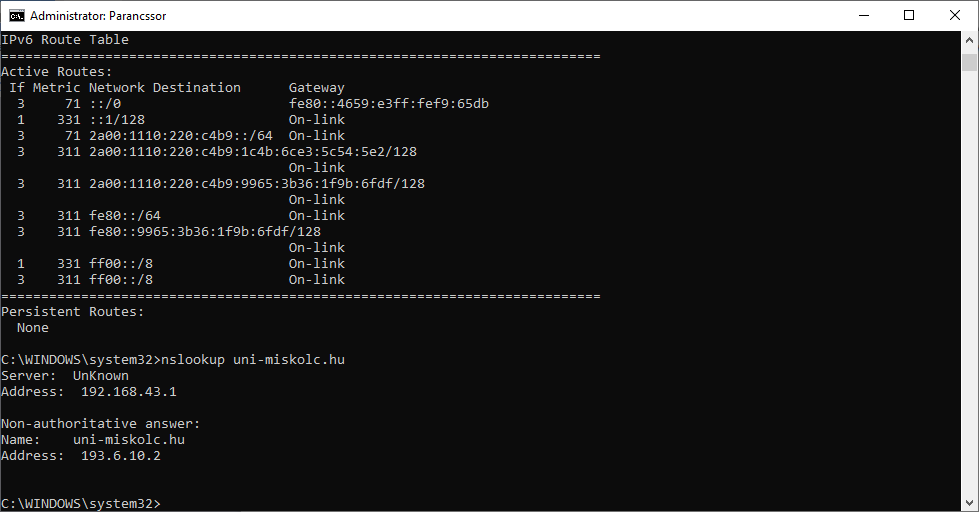 Administrator: Parancssor
IPv6 Route Table
===========================================================================
Active Routes:
 If Metric Network Destination      Gateway
  3     71 ::/0                     fe80::4659:e3ff:fef9:65db
  1    331 ::1/128                  On-link
  3     71 2a00:1110:220:c4b9::/64  On-link
  3    311 2a00:1110:220:c4b9:1c4b:6ce3:5c54:5e2/128
                                    On-link
  3    311 2a00:1110:220:c4b9:9965:3b36:1f9b:6fdf/128
                                    On-link
  3    311 fe80::/64                On-link
  3    311 fe80::9965:3b36:1f9b:6fdf/128
                                    On-link
  1    331 ff00::/8                 On-link
  3    311 ff00::/8                 On-link
===========================================================================
Persistent Routes:
  None
C:\WINDOWS\system32>nslookup uni-miskolc.hu
Server:  UnKnown
Address:  192.168.43.1
Non-authoritative answer:
Name:    uni-miskolc.hu
Address:  193.6.10.2
C:\WINDOWS\system32>